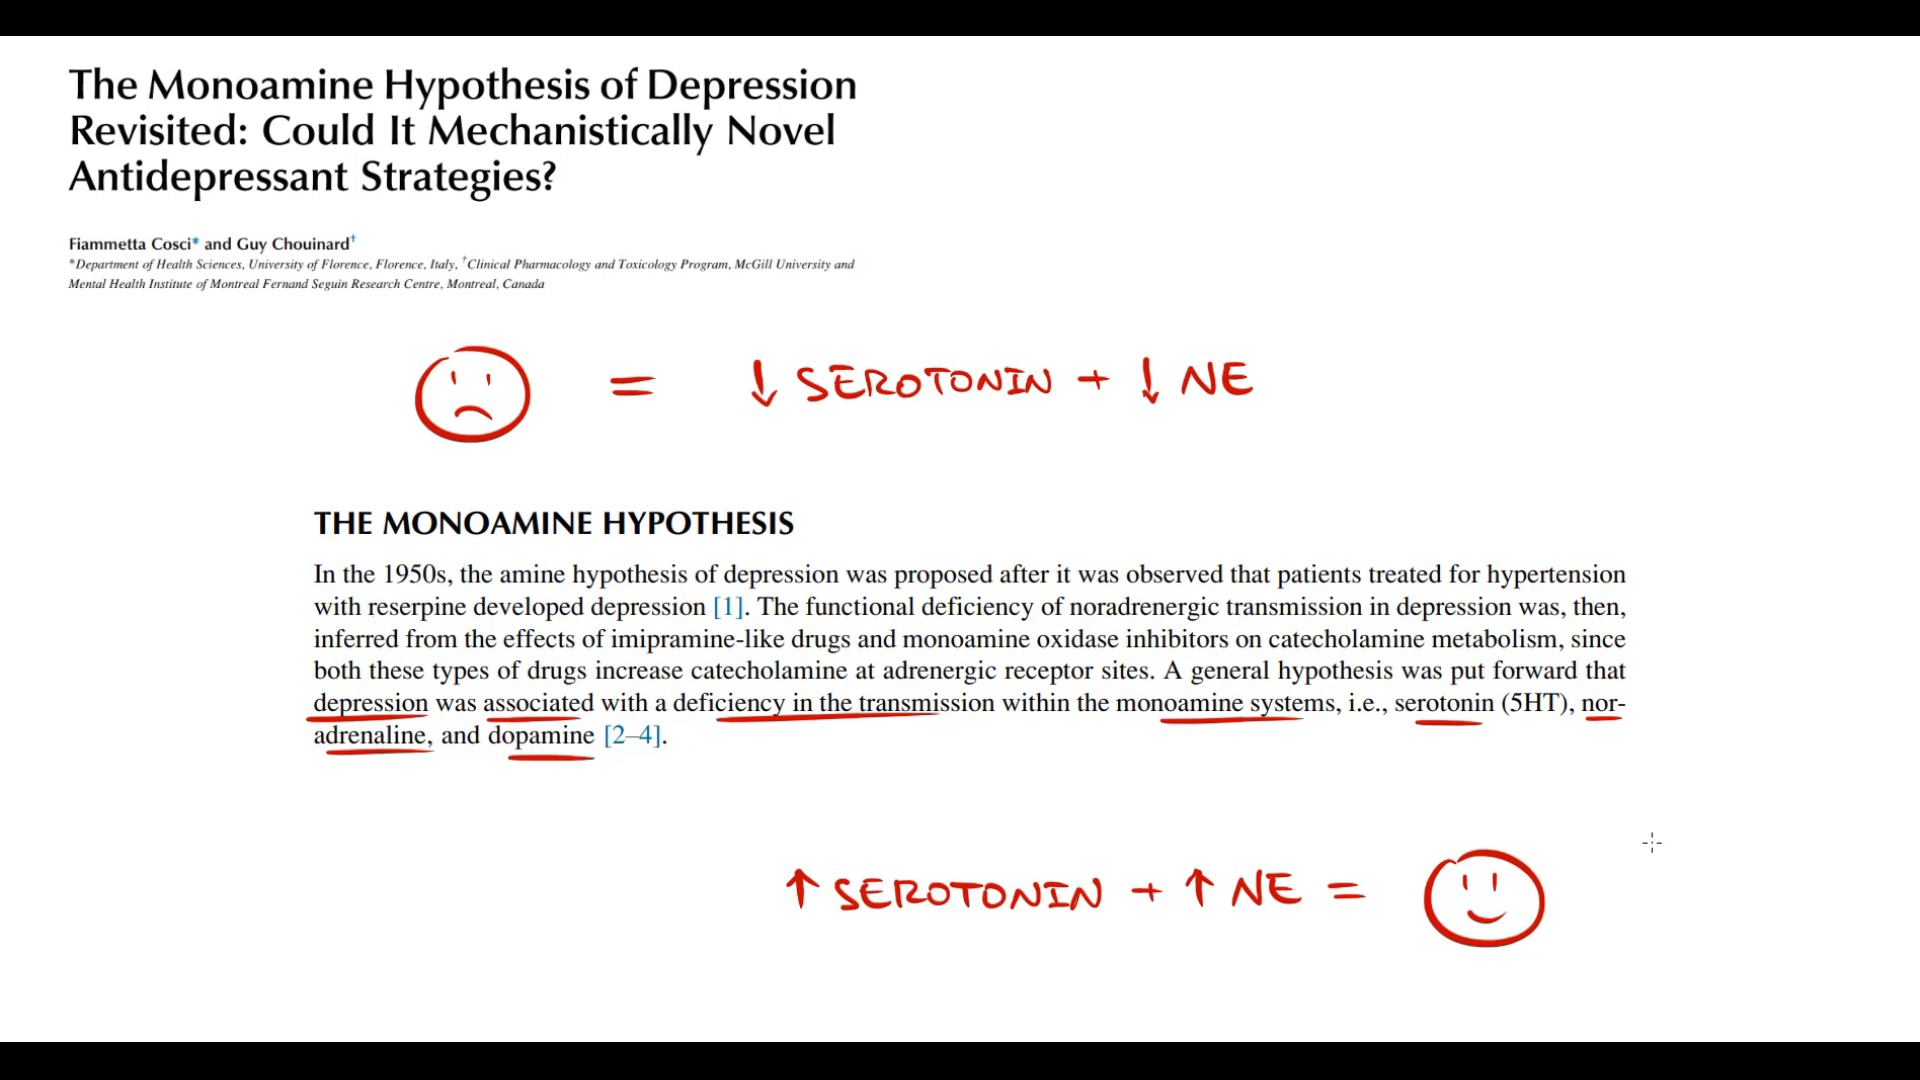 The Monoamine Hypothesis of Depression
Revisited: Could It Mechanistically Novel
Antidepressant Strategies?
Fiammetta Cosci* and Guy Chouinard†
*Department of Health Sciences, University of Florence, Florence, Italy, †Clinical Pharmacology and Toxicology Program, McGill University and
Mental Health Institute of Montreal Fernand Seguin Research Centre, Montreal, Canada
= ↓ SEROTONIN + ↓ NE
THE MONOAMINE HYPOTHESIS
In the 1950s, the amine hypothesis of depression was proposed after it was observed that patients treated for hypertension
with reserpine developed depression [1]. The functional deficiency of noradrenergic transmission in depression was, then,
inferred from the effects of imipramine-like drugs and monoamine oxidase inhibitors on catecholamine metabolism, since
both these types of drugs increase catecholamine at adrenergic receptor sites. A general hypothesis was put forward that
depression was associated with a deficiency in the transmission within the monoamine systems, i.e., serotonin (5HT), nor-
adrenaline, and dopamine [2–4].
↑ SEROTONIN + ↑ NE =